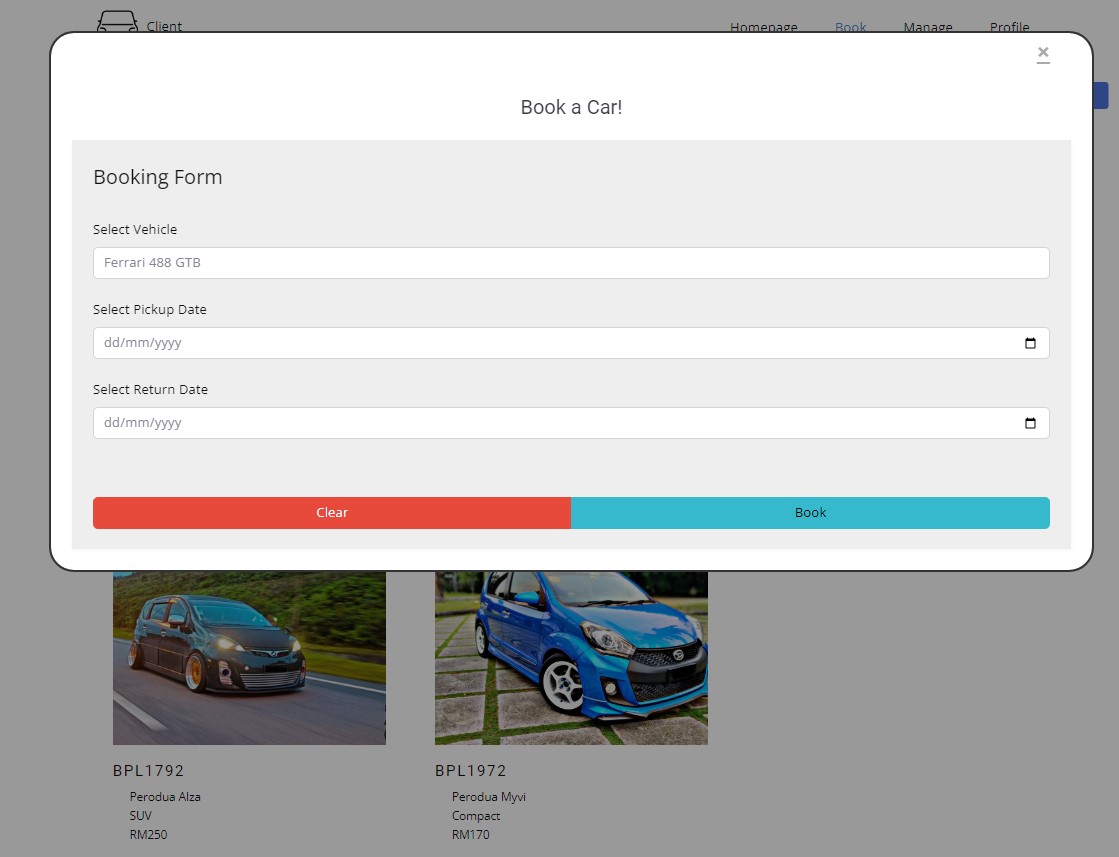 Client
Homepage Book Manage Profile
×
Book a Car!
Booking Form
Select Vehicle
Ferrari 488 GTB
Select Pickup Date
dd/mm/yyyy
Select Return Date
dd/mm/yyyy
Clear Book
BPL1792
Perodua Alza
SUV
RM250
BPL1972
Perodua Myvi
Compact
RM170